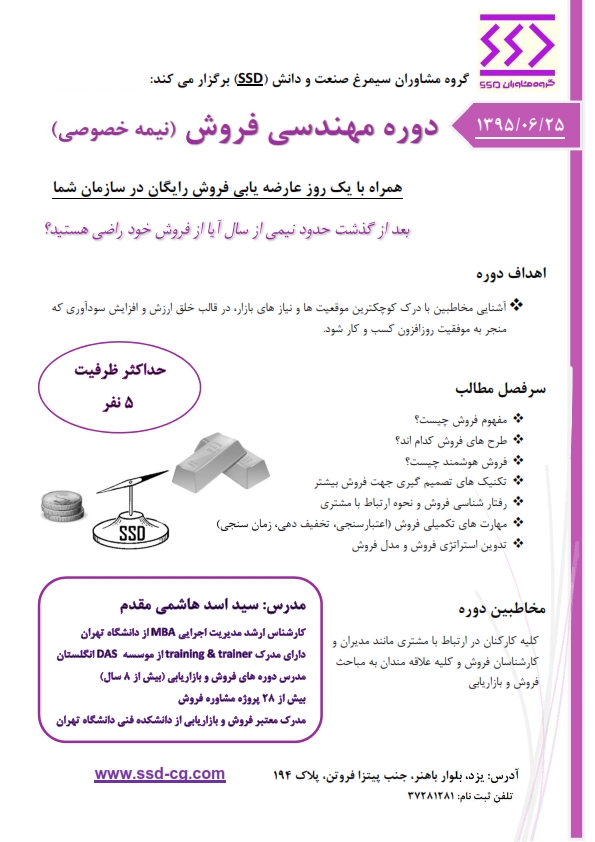 SSD
گروه مشاوران SSD
گروه مشاوران سیمرغ صنعت و دانش (SSD) برگزار می کند:
۱۳۹۵/۰۶/۲۵
دوره مهندسی فروش (نیمه خصوصی)
همراه با یک روز عارضه یابی فروش رایگان در سازمان شما
بعد از گذشت حدود نیمی از سال آیا از فروش خود راضی هستید؟
اهداف دوره
❖ آشنایی مخاطبین با درک کوچکترین موقعیت ها و نیاز های بازار، در قالب خلق ارزش و افزایش سودآوری که
منجر به موفقیت روزافزون کسب و کار شود.
حداکثر ظرفیت
۵ نفر
سرفصل مطالب
❖ مفهوم فروش چیست؟
❖ طرح های فروش کدام اند؟
❖ فروش هوشمند چیست؟
❖ تکنیک های تصمیم گیری جهت فروش بیشتر
❖ رفتار شناسی فروش و نحوه ارتباط با مشتری
❖ مهارت های تکمیلی فروش (اعتبارسنجی، تخفیف دهی، زمان سنجی)
❖ تدوین استراتژی فروش و مدل فروش
SSD
مخاطبین دوره
کلیه کارکنان در ارتباط با مشتری مانند مدیران و
کارشناسان فروش و کلیه علاقه مندان به مباحث
فروش و بازاریابی
مدرس: سید اسد هاشمی مقدم
کارشناس ارشد مدیریت اجرایی MBA از دانشگاه تهران
دارای مدرک training & trainer از موسسه DAS انگلستان
مدرس دوره های فروش و بازاریابی (بیش از ۸ سال)
بیش از ۲۸ پروژه مشاوره فروش
مدرک معتبر فروش و بازاریابی از دانشکده فنی دانشگاه تهران
آدرس: یزد، بلوار باهنر، جنب پیتزا فروتن، پلاک ۱۹۴
www.ssd-cg.com
تلفن ثبت نام: ۳۷۲۸۱۲۸۱